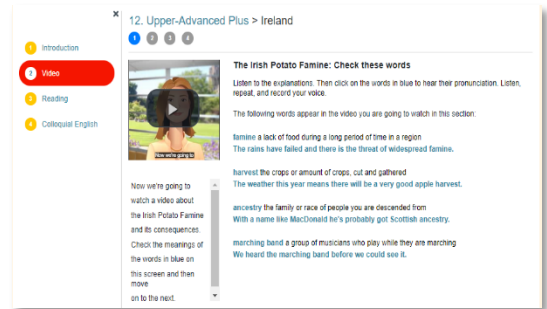 ×
12. Upper-Advanced Plus > Ireland
1 2 3 4
1 Introduction
2 Video
3 Reading
4 Colloquial English
Now we're going to
Now we're going to
watch a video about
the Irish Potato Famine
and its consequences.
Check the meanings of
the words in blue on
this screen and then
move
on to the next.
The Irish Potato Famine: Check these words
Listen to the explanations. Then click on the words in blue to hear their pronunciation. Listen,
repeat, and record your voice.
The following words appear in the video you are going to watch in this section:
famine a lack of food during a long period of time in a region
The rains have failed and there is the threat of widespread famine.
harvest the crops or amount of crops, cut and gathered
The weather this year means there will be a very good apple harvest.
ancestry the family or race of people you are descended from
With a name like MacDonald he's probably got Scottish ancestry.
marching band a group of musicians who play while they are marching
We heard the marching band before we could see it.